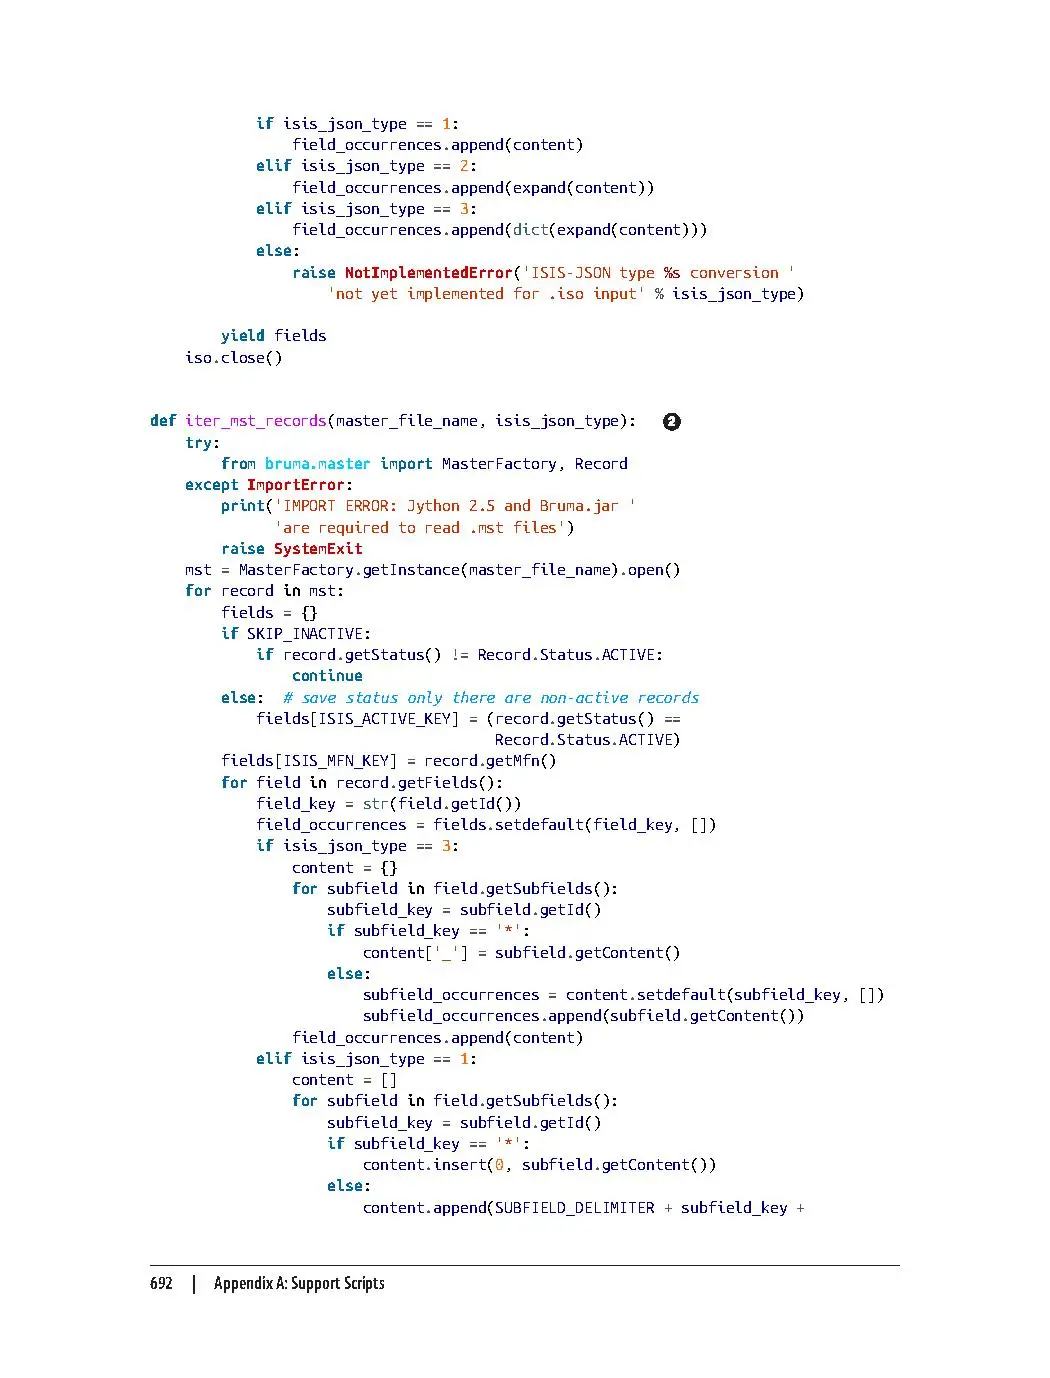 if isis_json_type == 1:
                field_occurrences.append(content)
            elif isis_json_type == 2:
                field_occurrences.append(expand(content))
            elif isis_json_type == 3:
                field_occurrences.append(dict(expand(content)))
            else:
                raise NotImplementedError('ISIS-JSON type %s conversion '
                    'not yet implemented for .iso input' % isis_json_type)

        yield fields
    iso.close()


def iter_mst_records(master_file_name, isis_json_type):   ❷
    try:
        from bruma.master import MasterFactory, Record
    except ImportError:
        print('IMPORT ERROR: Jython 2.5 and Bruma.jar '
              'are required to read .mst files')
        raise SystemExit
    mst = MasterFactory.getInstance(master_file_name).open()
    for record in mst:
        fields = {}
        if SKIP_INACTIVE:
            if record.getStatus() != Record.Status.ACTIVE:
                continue
        else:  # save status only there are non-active records
            fields[ISIS_ACTIVE_KEY] = (record.getStatus() ==
                                       Record.Status.ACTIVE)
        fields[ISIS_MFN_KEY] = record.getMfn()
        for field in record.getFields():
            field_key = str(field.getId())
            field_occurrences = fields.setdefault(field_key, [])
            if isis_json_type == 3:
                content = {}
                for subfield in field.getSubfields():
                    subfield_key = subfield.getId()
                    if subfield_key == '*':
                        content['_'] = subfield.getContent()
                    else:
                        subfield_occurrences = content.setdefault(subfield_key, [])
                        subfield_occurrences.append(subfield.getContent())
                field_occurrences.append(content)
            elif isis_json_type == 1:
                content = []
                for subfield in field.getSubfields():
                    subfield_key = subfield.getId()
                    if subfield_key == '*':
                        content.insert(0, subfield.getContent())
                    else:
                        content.append(SUBFIELD_DELIMITER + subfield_key +
692 | Appendix A: Support Scripts